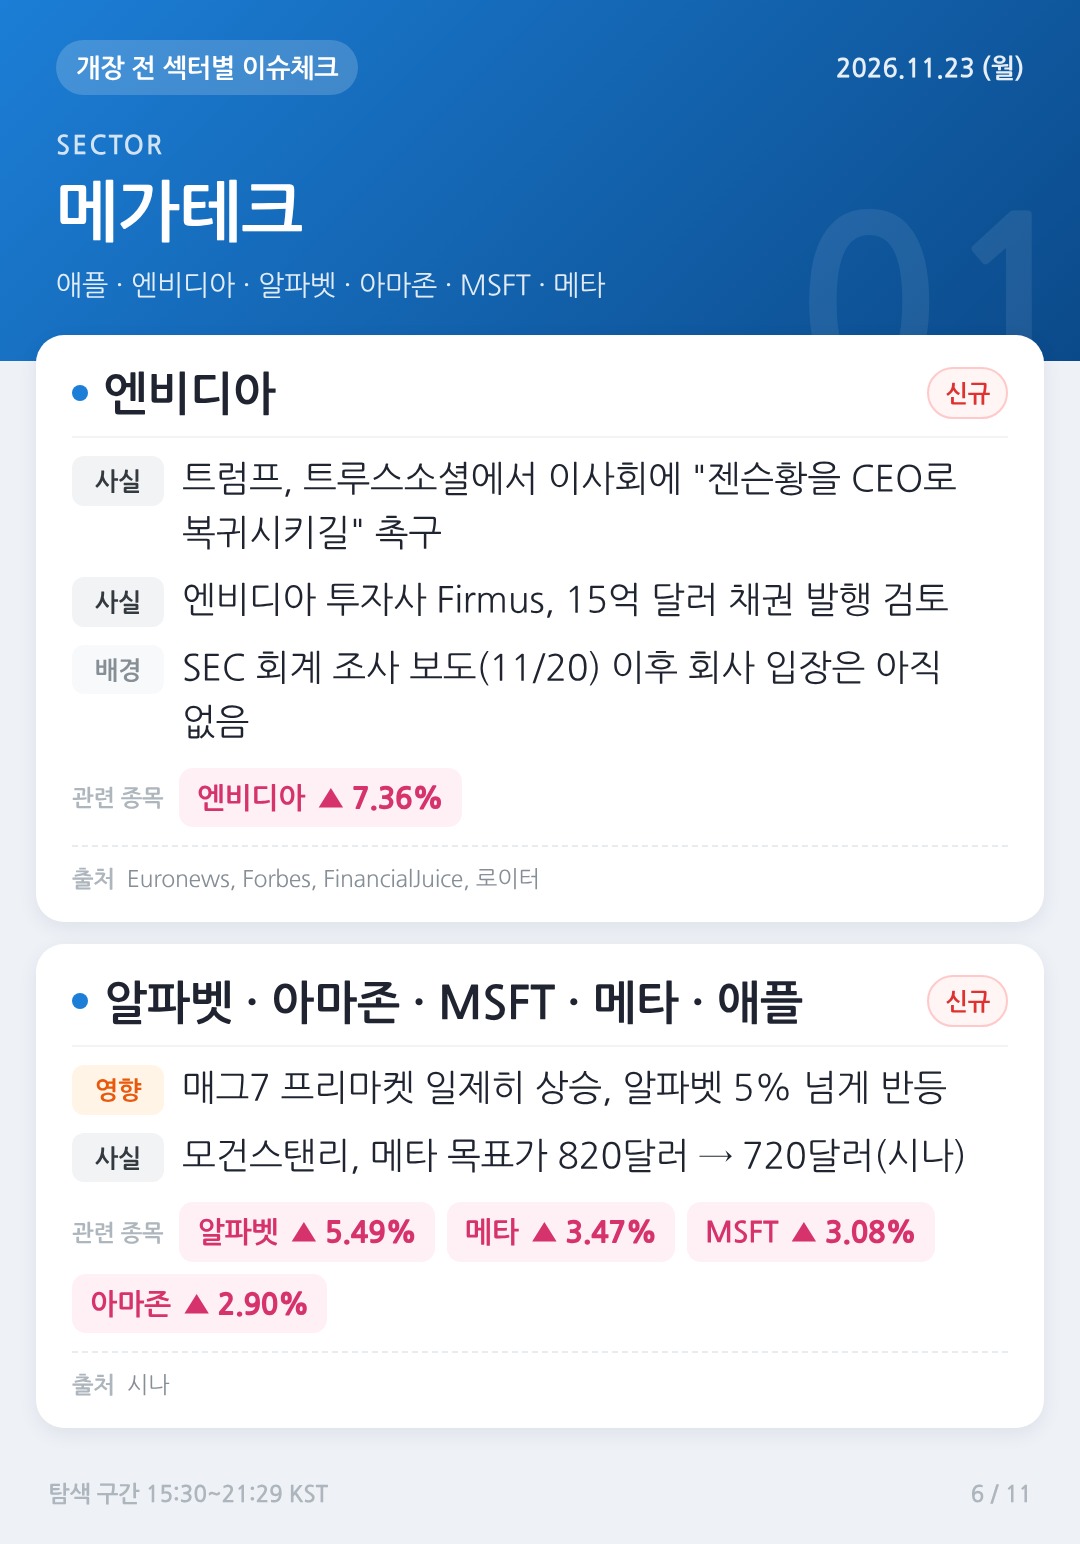 개장 전 섹터별 이슈체크
2026.11.23 (월)
SECTOR
메가테크
애플 · 엔비디아 · 알파벳 · 아마존 · MSFT · 메타
01
엔비디아
신규
사실 트럼프, 트루스소셜에서 이사회에 "젠슨황을 CEO로
복귀시키길" 촉구
사실 엔비디아 투자사 Firmus, 15억 달러 채권 발행 검토
배경 SEC 회계 조사 보도(11/20) 이후 회사 입장은 아직
없음
관련 종목 엔비디아 ▲ 7.36%
출처 Euronews, Forbes, FinancialJuice, 로이터
알파벳 · 아마존 · MSFT · 메타 · 애플
신규
영향 매그7 프리마켓 일제히 상승, 알파벳 5% 넘게 반등
사실 모건스탠리, 메타 목표가 820달러 → 720달러(시나)
관련 종목 알파벳 ▲ 5.49% 메타 ▲ 3.47% MSFT ▲ 3.08%
아마존 ▲ 2.90%
출처 시나
탐색 구간 15:30~21:29 KST
6 / 11